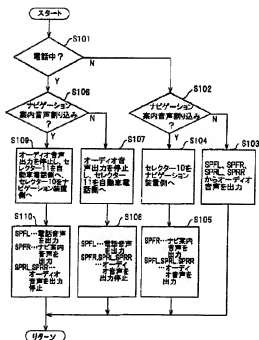 スタート
S101
電話中？
Y
N
S106
ナビゲーション
案内音声割り込み
？
Y
N
S102
ナビゲーション
案内音声割り込み
？
Y
N
S109
オーディオ音声
出力を停止し、セレ
クター11を自
動車電話側へ、
セレクター10をナ
ビゲーション装置
側へ
S107
オーディオ音
声出力を停止
し、セレクター
11を自動車電話
側へ
S104
セレクター10を
ナビゲーション
装置側へ
S103
SPFL、SPFR、
SPRL、SPRR
からオーディオ
音声を出力
S110
SPFL…電話音声
を出力
SPFR…ナビ案内
音声を
出力
SPRL,SPRR…
オーディオ
音声を出力
停止
S108
SPFL…電話音声
を出力
SPFR,SPRL,SPRR
…オーディ
オ音声
を出力停止
S105
SPFR…ナビ案内
音声を
出力
SPFL,SPRL,SPRR
…オーディ
オ音声
を出力
リターン